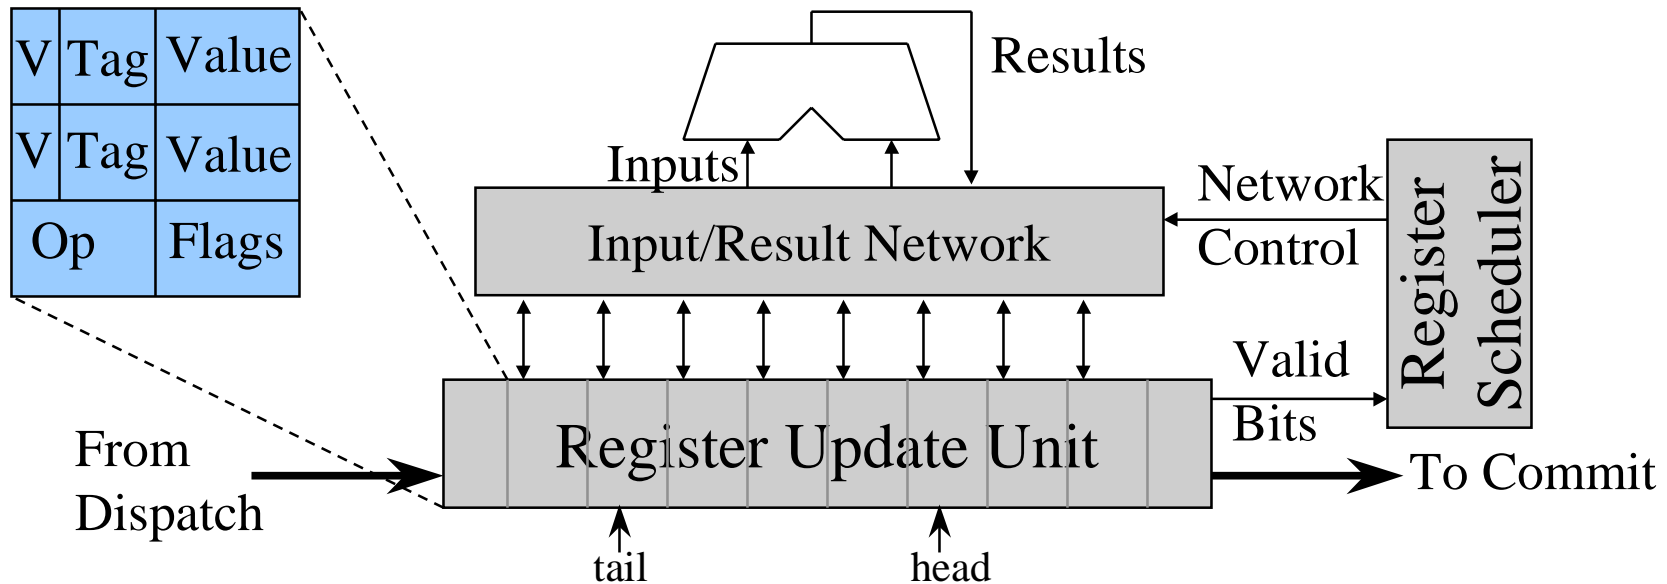 V Tag Value
V Tag Value
Op Flags
Results
Inputs
Input/Result Network
Network
Control
Register
Scheduler
Valid
Bits
From
Dispatch
Register Update Unit
To Commit
tail
head